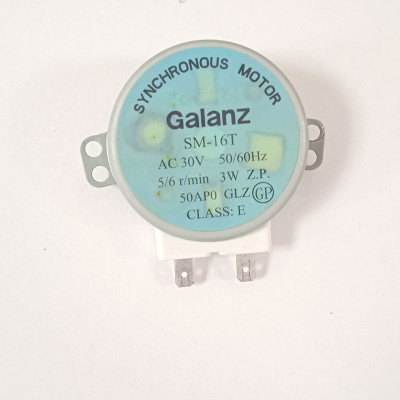 SYNCHRONOUS MOTOR
Galanz
SM-16T
AC 30V 50/60Hz
5/6 r/min 3W Z.P.
50AP0 GLZ GP
CLASS: E